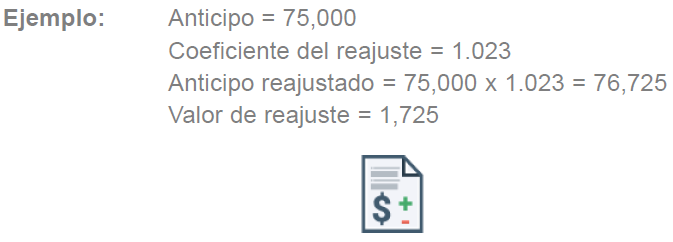 Ejemplo: Anticipo = 75,000
Coeficiente del reajuste = 1.023
Anticipo reajustado = 75,000 x 1.023 = 76,725
Valor de reajuste = 1,725
$ + -